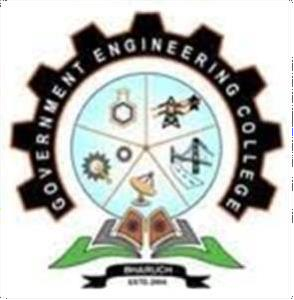 GOVERNMENT ENGINEERING COLLEGE
BHARUCH
ESTD. 2004